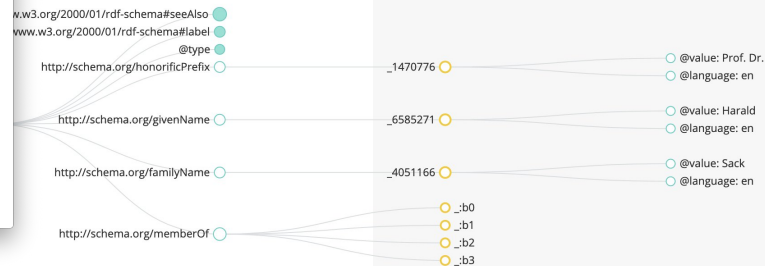 w.w3.org/2000/01/rdf-schema#seeAlso
www.w3.org/2000/01/rdf-schema#label
@type
http://schema.org/honorificPrefix
_1470776
@value: Prof. Dr.
@language: en
http://schema.org/givenName
_6585271
@value: Harald
@language: en
http://schema.org/familyName
_4051166
@value: Sack
@language: en
http://schema.org/memberOf
_:b0
_:b1
_:b2
_:b3